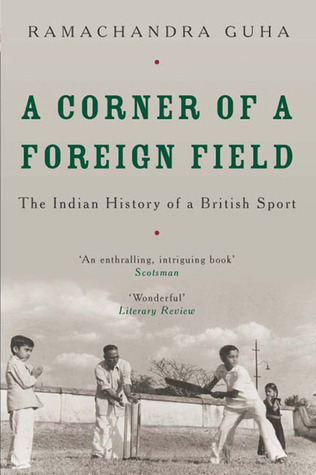 RAMACHANDRA GUHA
A CORNER OF A
FOREIGN FIELD
The Indian History of a British Sport
‘An enthralling, intriguing book’
Scotsman
‘Wonderful’
Literary Review